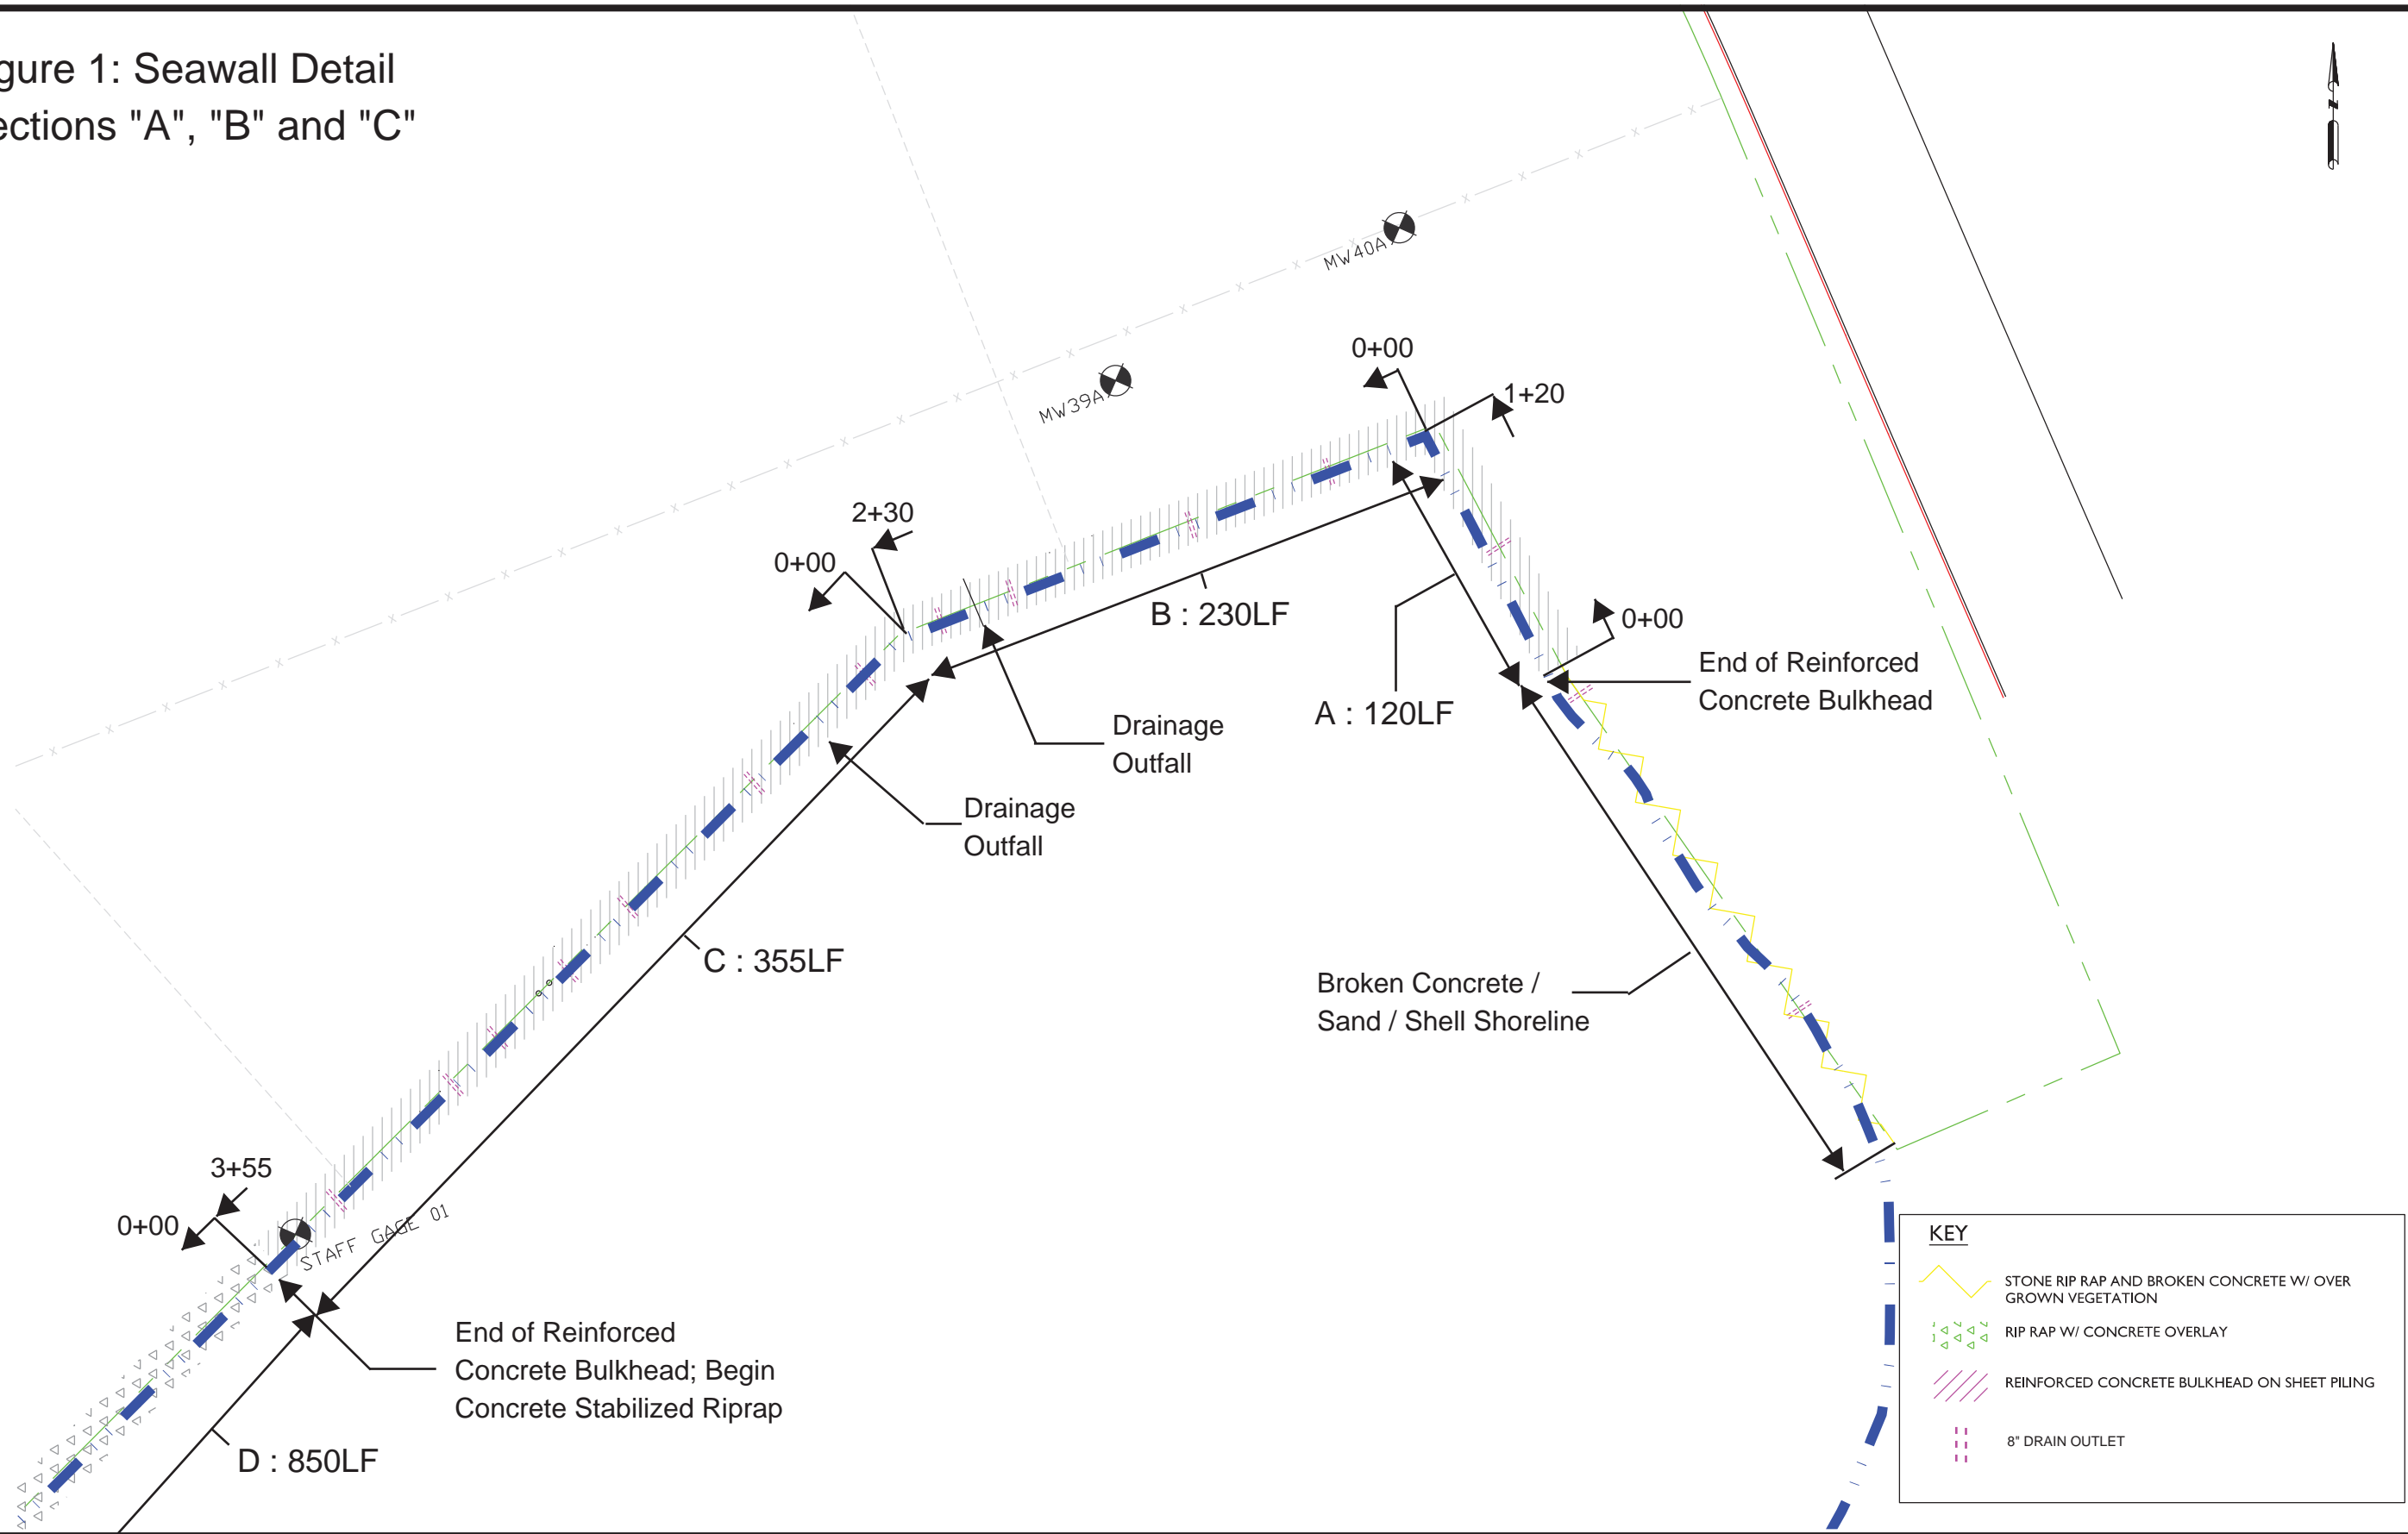 gure 1: Seawall Detail
ections "A", "B" and "C"
MW40A
0+00
1+20
MW39A
2+30
0+00
B : 230LF
0+00
End of Reinforced
Concrete Bulkhead
A : 120LF
Drainage
Outfall
Drainage
Outfall
C : 355LF
Broken Concrete /
Sand / Shell Shoreline
3+55
0+00
STAFF GAGE 01
End of Reinforced
Concrete Bulkhead; Begin
Concrete Stabilized Riprap
D : 850LF
KEY
STONE RIP RAP AND BROKEN CONCRETE W/ OVER
GROWN VEGETATION
RIP RAP W/ CONCRETE OVERLAY
REINFORCED CONCRETE BULKHEAD ON SHEET PILING
8" DRAIN OUTLET